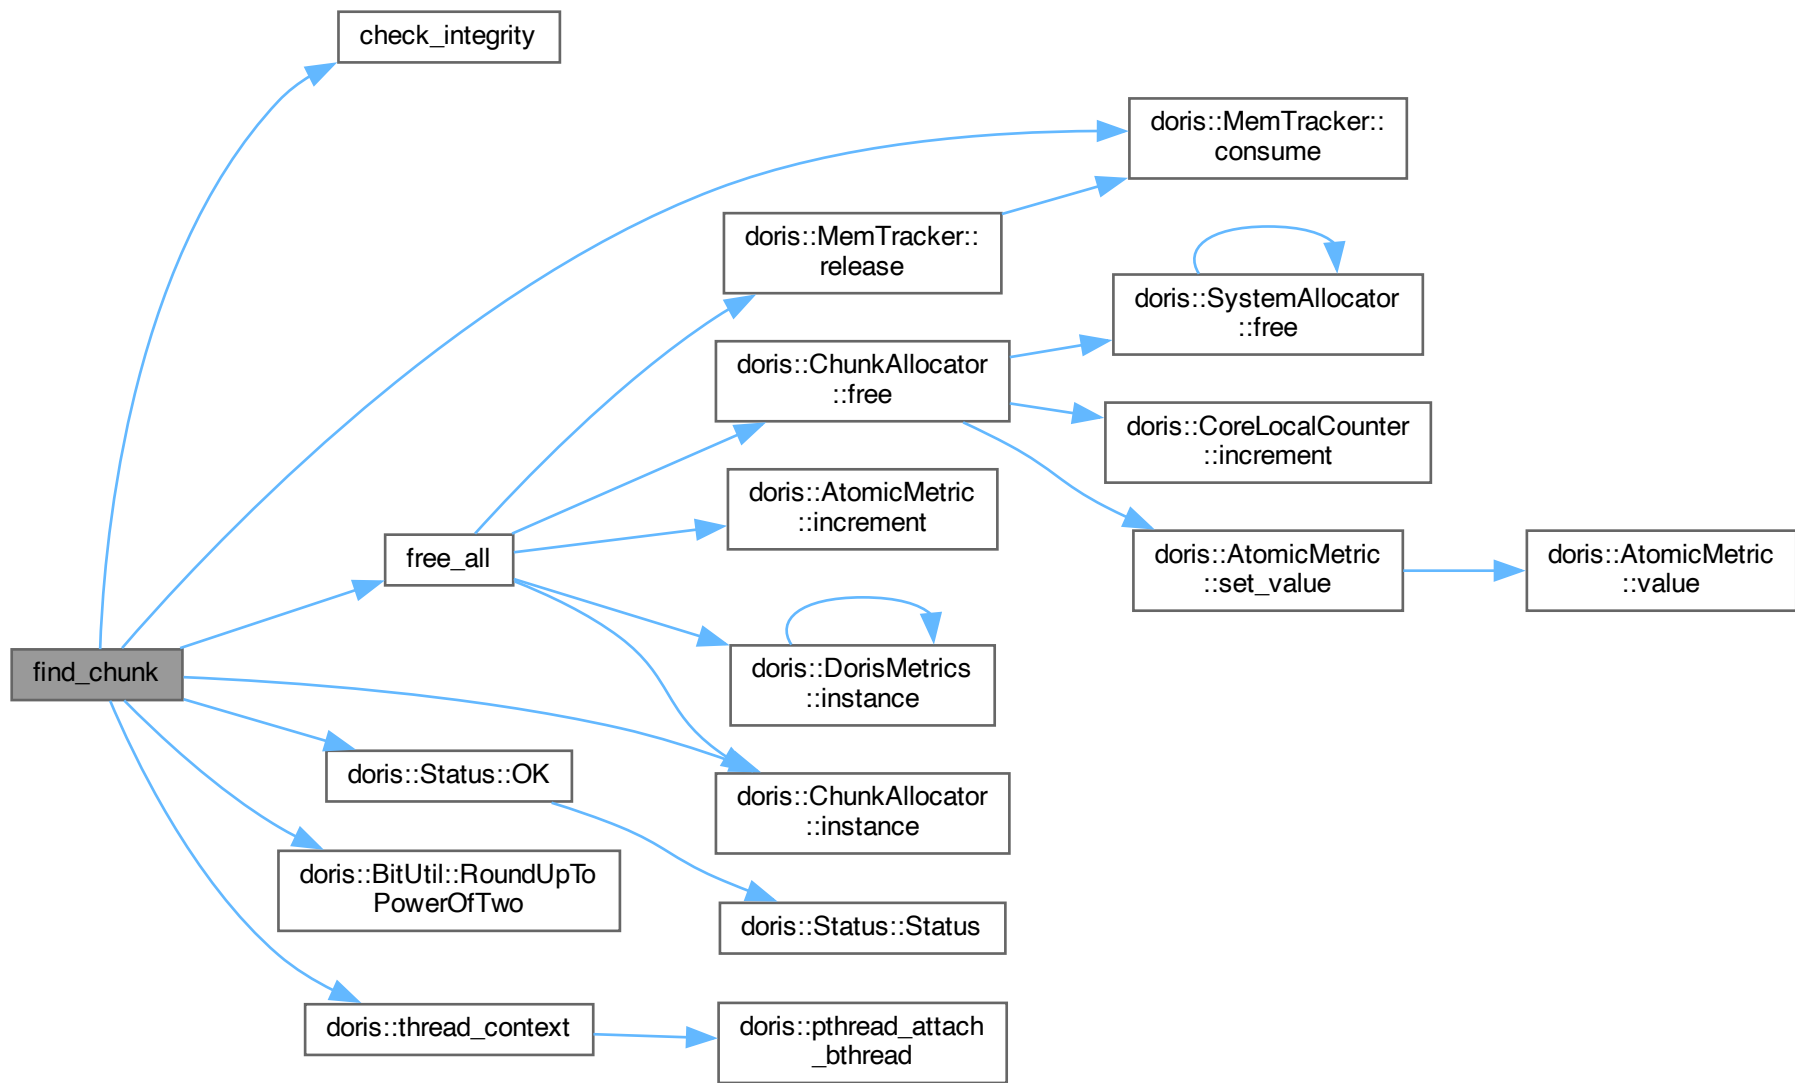 check_integrity
doris::MemTracker::
consume
doris::MemTracker::
release
doris::SystemAllocator
::free
doris::ChunkAllocator
::free
doris::CoreLocalCounter
::increment
doris::AtomicMetric
::increment
free_all
doris::AtomicMetric
::set_value
doris::AtomicMetric
::value
find_chunk
doris::DorisMetrics
::instance
doris::Status::OK
doris::ChunkAllocator
::instance
doris::BitUtil::RoundUpTo
PowerOfTwo
doris::Status::Status
doris::thread_context
doris::pthread_attach
_bthread